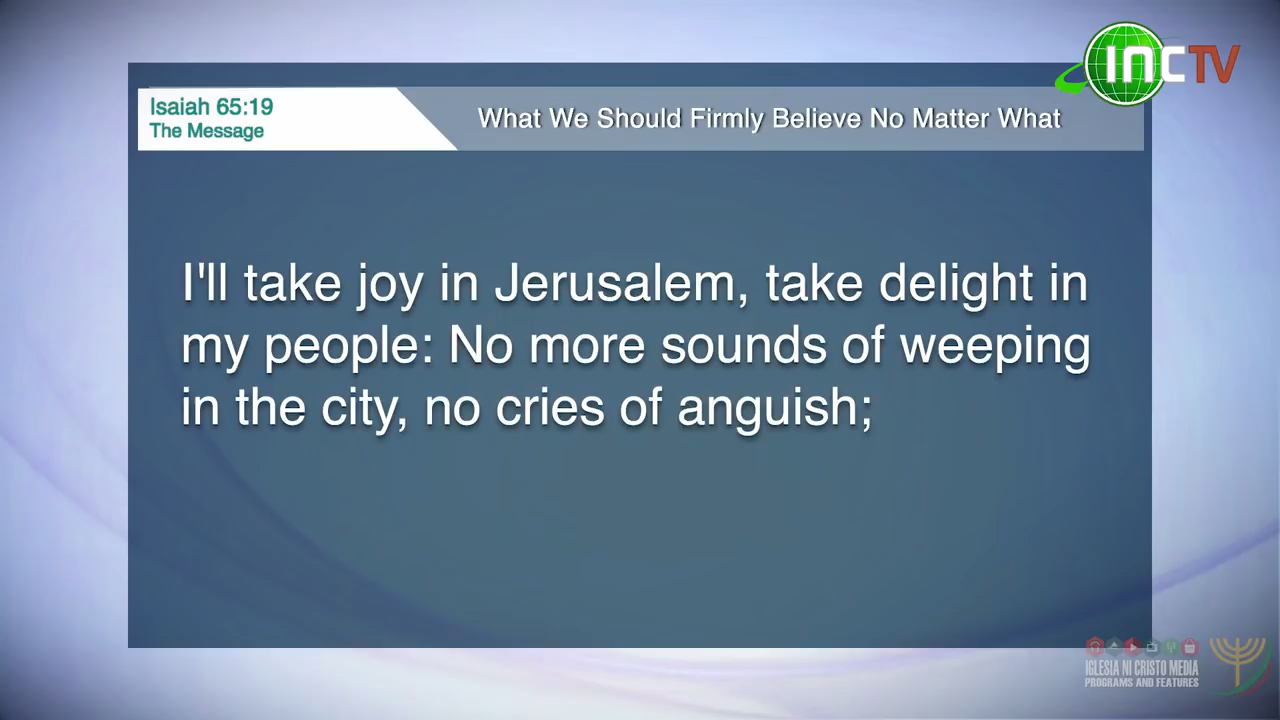 INCTV
Isaiah 65:19
The Message
What We Should Firmly Believe No Matter What
I'll take joy in Jerusalem, take delight in
my people: No more sounds of weeping
in the city, no cries of anguish;
IGLESIA NI CRISTO MEDIA
PROGRAMS AND FEATURES